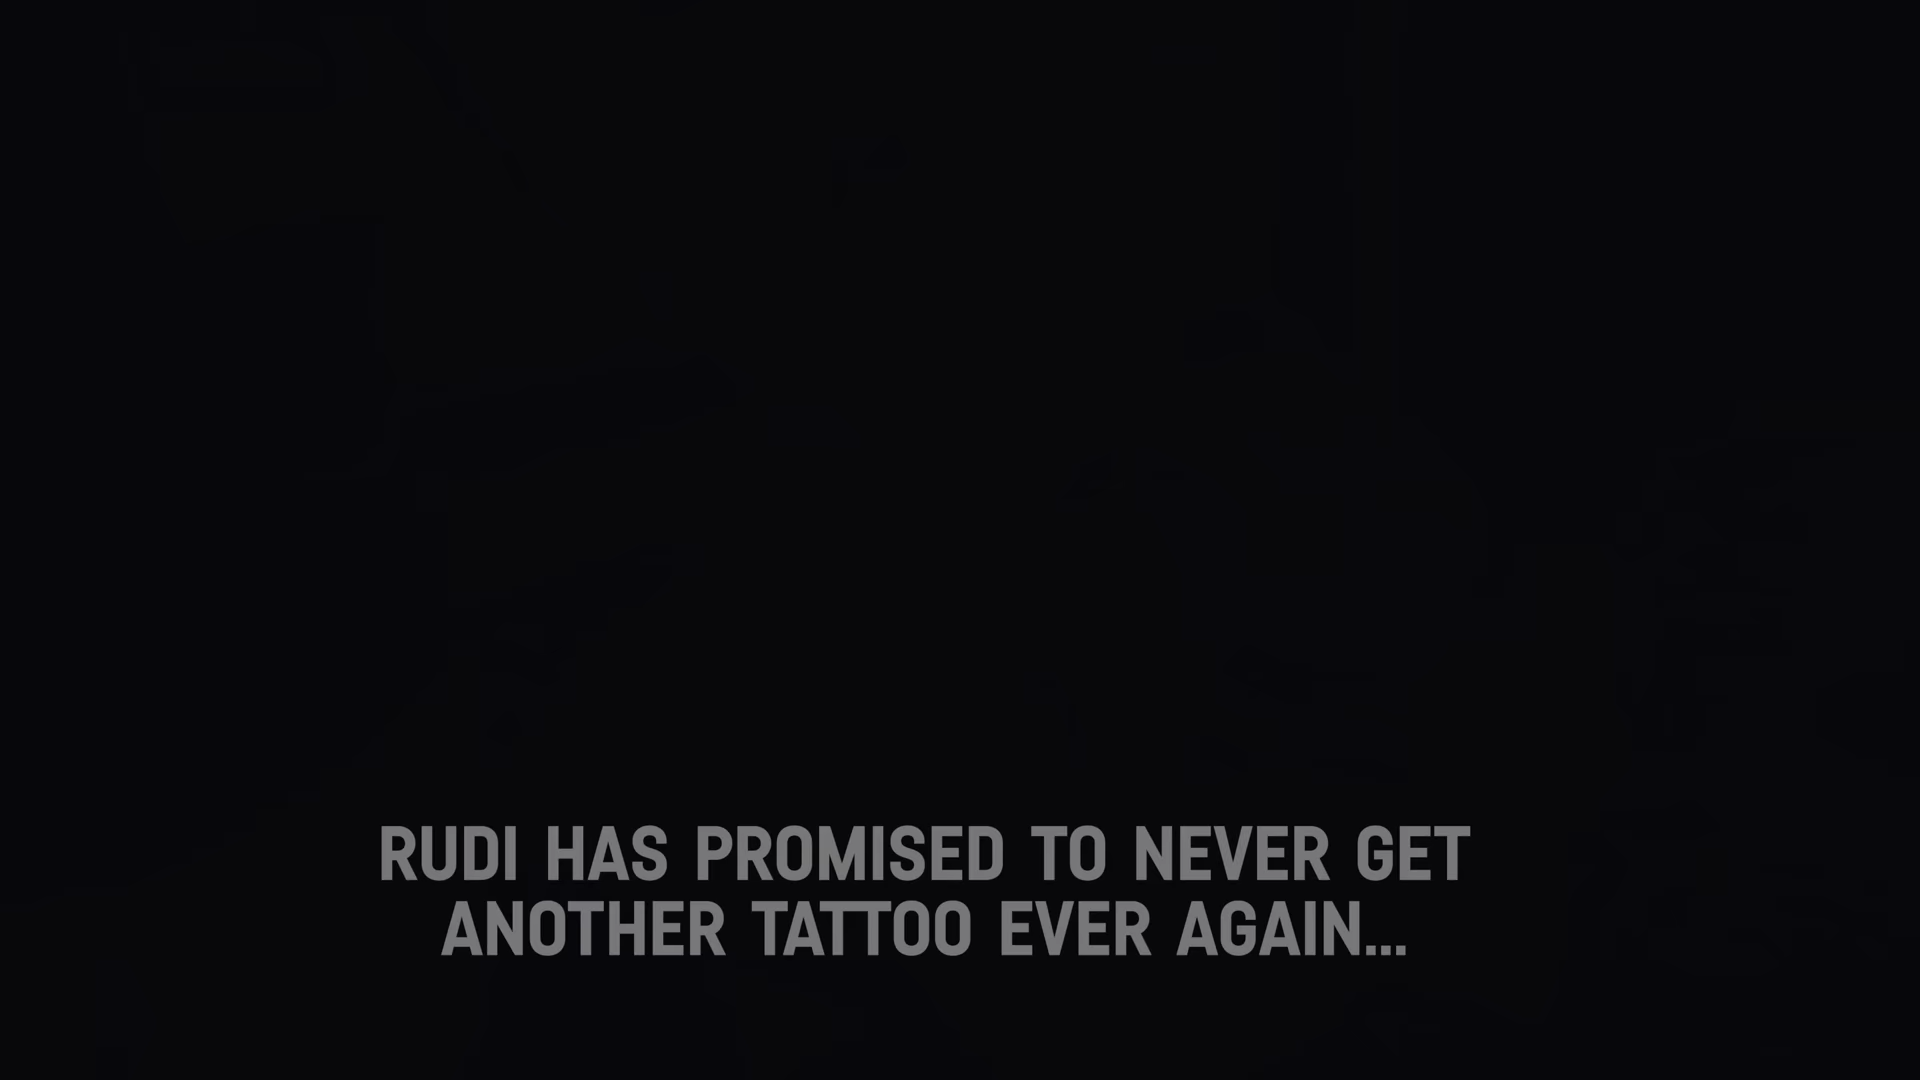 RUDI HAS PROMISED TO NEVER GET
ANOTHER TATTOO EVER AGAIN...